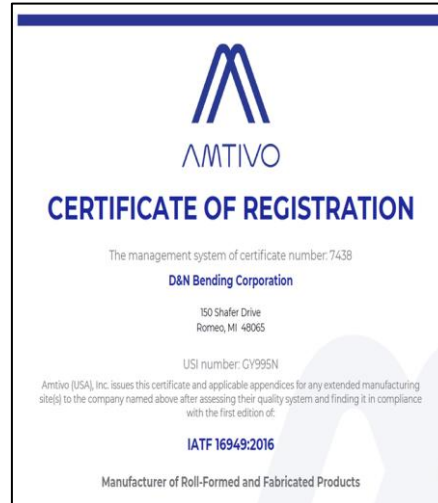 AMTIVO
CERTIFICATE OF REGISTRATION
The management system of certificate number: 7438
D&N Bending Corporation
150 Shafer Drive
Romeo, MI 48065
USI number: GY995N
Amtivo (USA), Inc. issues this certificate and applicable appendices for any extended manufacturing
site(s) to the company named above after assessing their quality system and finding it in compliance
with the first edition of:
IATF 16949:2016
Manufacturer of Roll-Formed and Fabricated Products